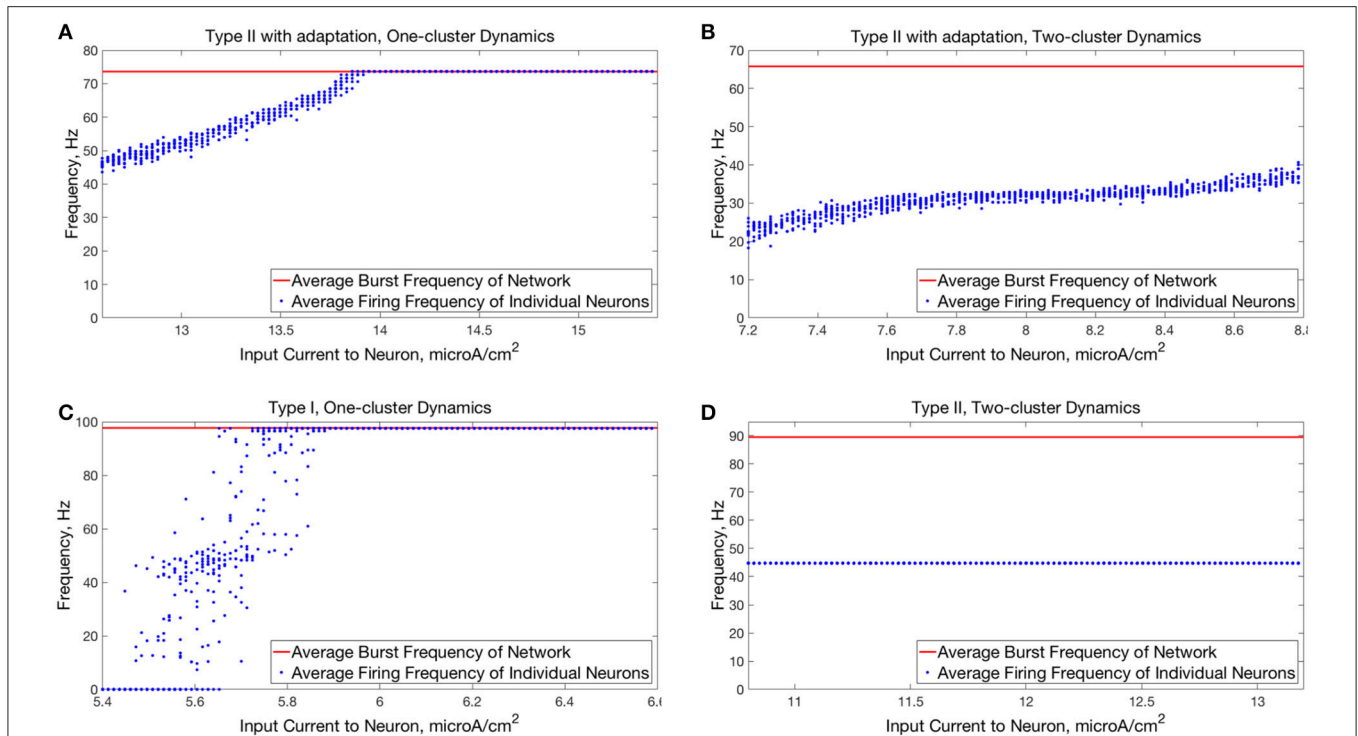 A
Type II with adaptation, One-cluster Dynamics
80
70
60
50
40
30
20
10
0
Frequency, Hz
13
13.5
14
14.5
15
Input Current to Neuron, microA/cm2
Average Burst Frequency of Network
Average Firing Frequency of Individual Neurons
B
Type II with adaptation, Two-cluster Dynamics
70
60
50
40
30
20
10
0
Frequency, Hz
7.2
7.4
7.6
7.8
8
8.2
8.4
8.6
8.8
Input Current to Neuron, microA/cm2
Average Burst Frequency of Network
Average Firing Frequency of Individual Neurons
C
Type I, One-cluster Dynamics
100
80
60
40
20
0
Frequency, Hz
5.4
5.6
5.8
6
6.2
6.4
6.6
Input Current to Neuron, microA/cm2
Average Burst Frequency of Network
Average Firing Frequency of Individual Neurons
D
Type II, Two-cluster Dynamics
90
80
70
60
50
40
30
20
10
0
Frequency, Hz
11
11.5
12
12.5
13
Input Current to Neuron, microA/cm2
Average Burst Frequency of Network
Average Firing Frequency of Individual Neurons